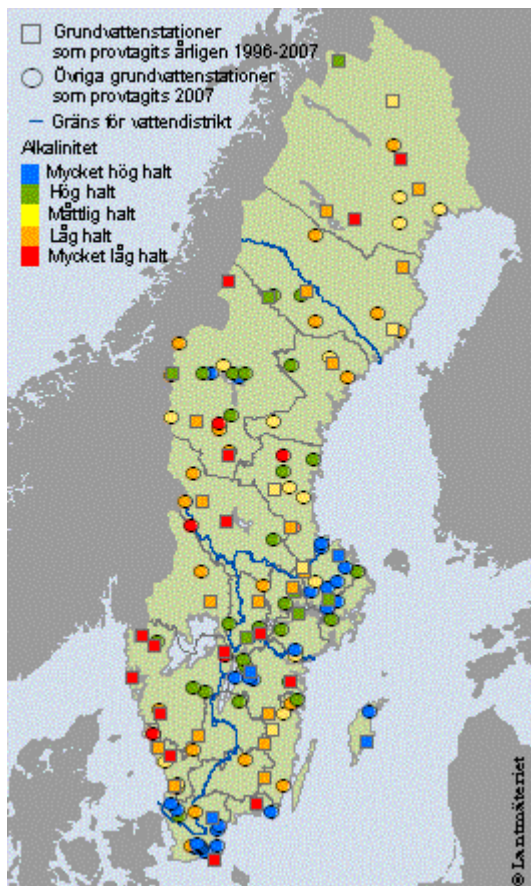 Grundvattenstationer
som provtagits årligen 1996-2007
Övriga grundvattenstationer
som provtagits 2007
Gräns för vattendistrikt
Alkalinitet
Mycket hög halt
Hög halt
Måttlig halt
Låg halt
Mycket låg halt
© Lantmäteriet